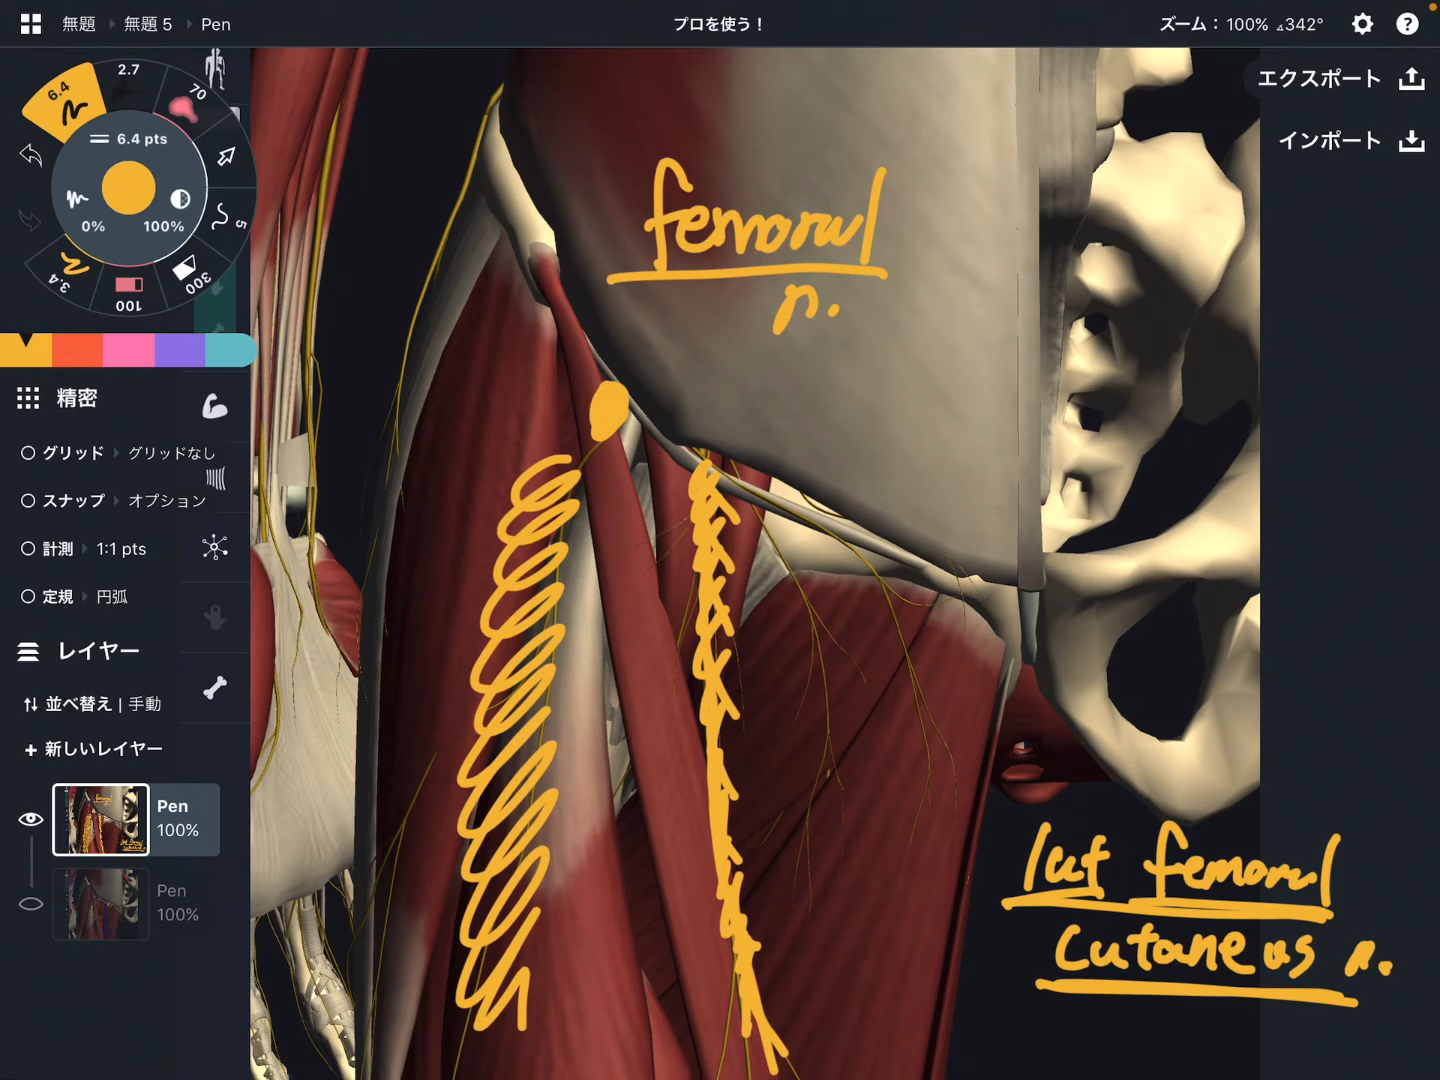 無題 無題 5 Pen
プロを使う！
ズーム： 100% ⊿342°
エクスポート
インポート
6.4
2.7
70
6.4 pts
0% 100%
5
3.4
100
300
femoral
n.
精密
グリッド グリッドなし
スナップ オプション
計測 1:1 pts
定規 円弧
レイヤー
並べ替え | 手動
+ 新しいレイヤー
Pen
100%
Pen
100%
lat femoral
cutaneous n.